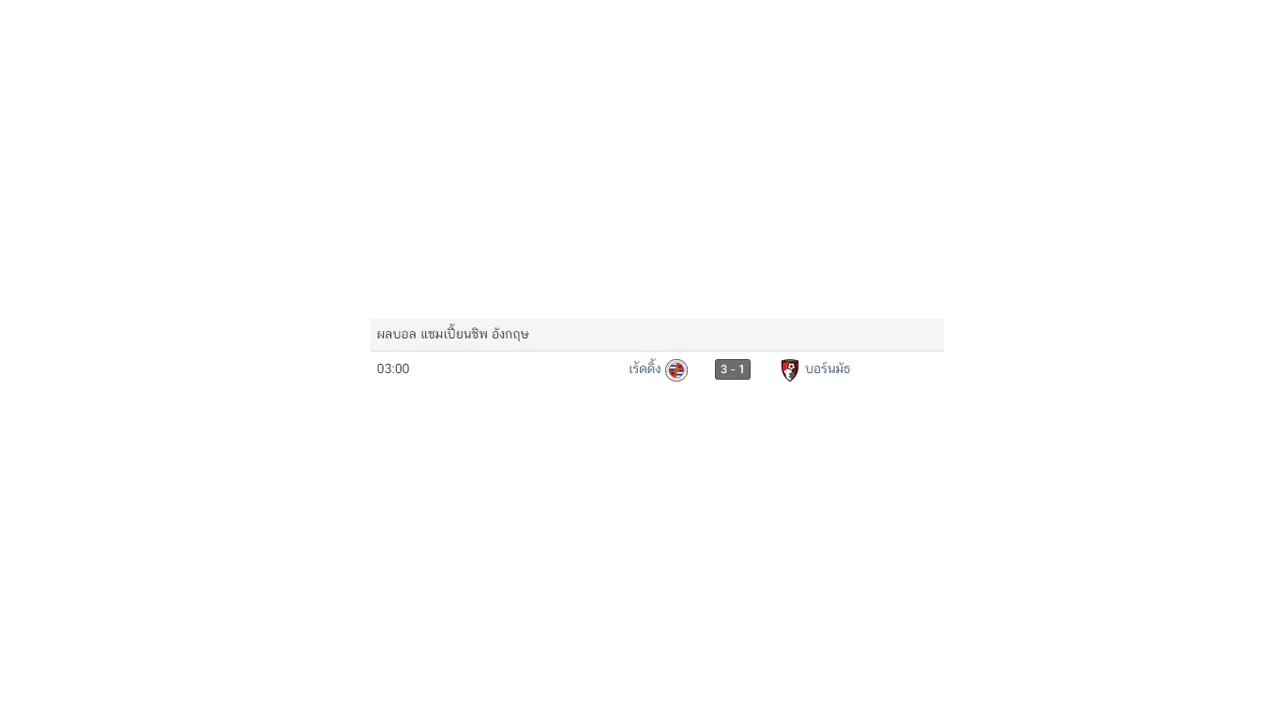 ผลบอล แชมเปี้ยนชิพ อังกฤษ
03:00 เร้ดดิ้ง 3 - 1 บอร์นมัธ